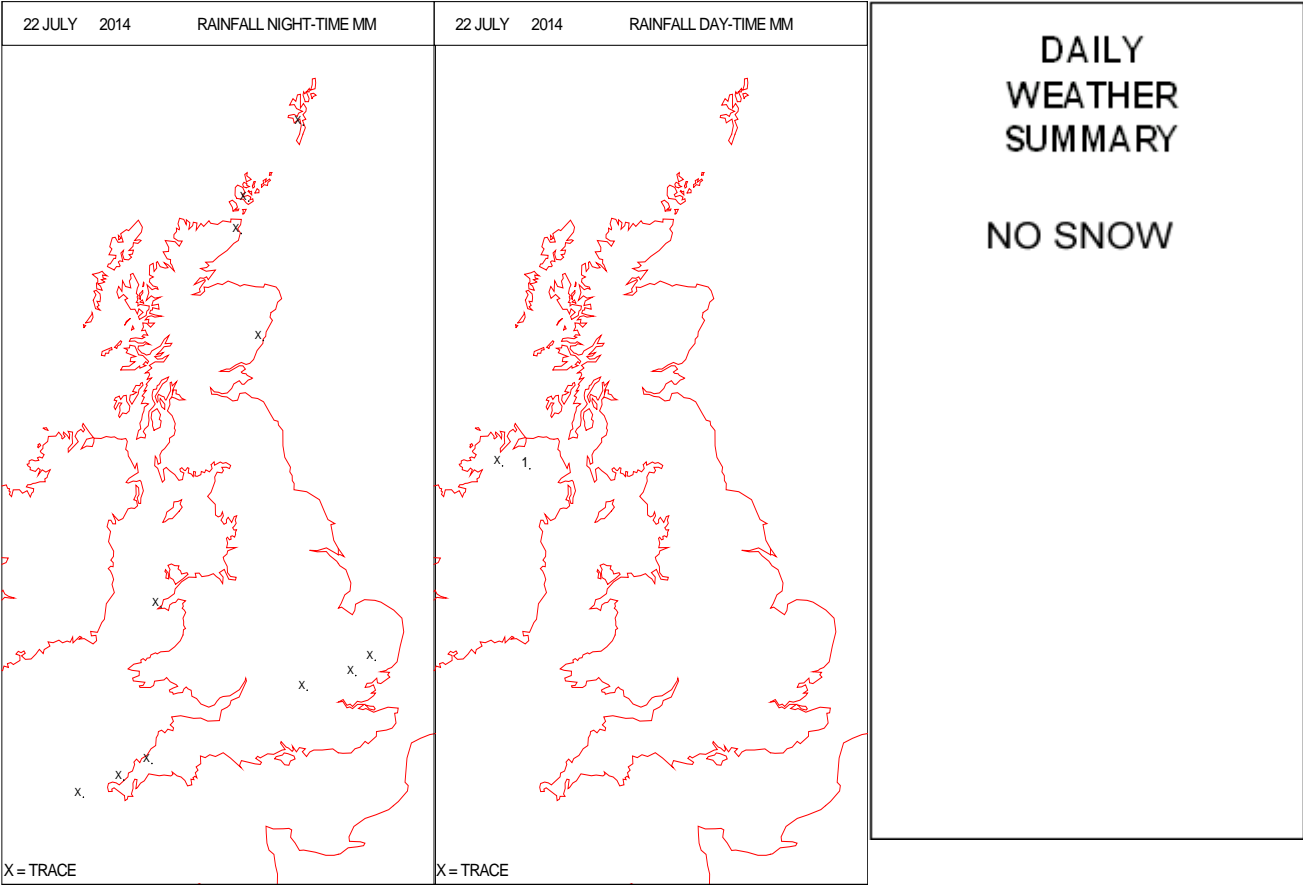 22 JULY 2014 RAINFALL NIGHT-TIME MM
X
X
X
X
X
X
X
X
X
X
X
X = TRACE
22 JULY 2014 RAINFALL DAY-TIME MM
X 1
X = TRACE
DAILY
WEATHER
SUMMARY
NO SNOW